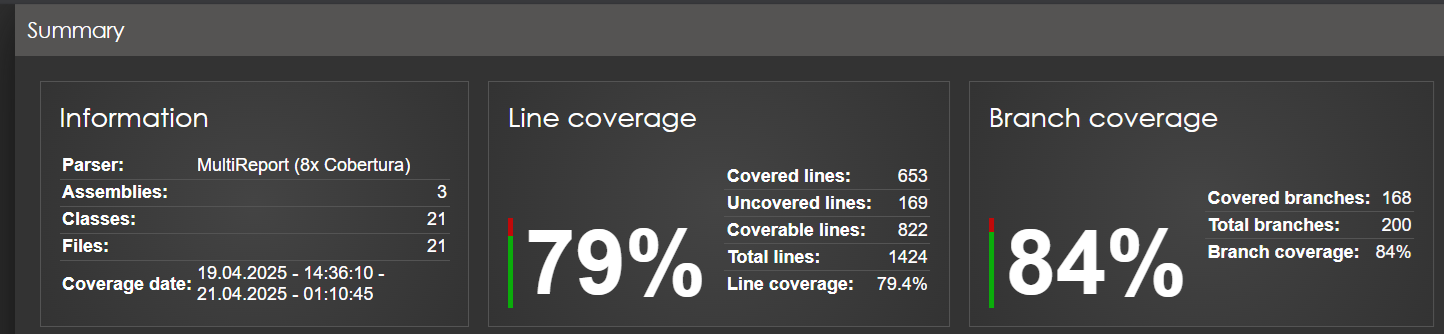 Summary
Information
Parser: MultiReport (8x Cobertura)
Assemblies: 3
Classes: 21
Files: 21
Coverage date: 19.04.2025 - 14:36:10 -
21.04.2025 - 01:10:45
Line coverage
79%
Covered lines: 653
Uncovered lines: 169
Coverable lines: 822
Total lines: 1424
Line coverage: 79.4%
Branch coverage
84%
Covered branches: 168
Total branches: 200
Branch coverage: 84%